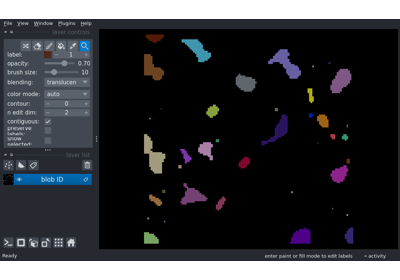 File View Window Plugins Help
layer controls
label: 1
opacity: 0.70
brush size: 10
blending: translucen
color mode: auto
contour: 0
n edit dim: 2
contiguous: ✓
preserve labels:
show selected:
layer list
blob ID
Ready enter paint or fill mode to edit labels activity